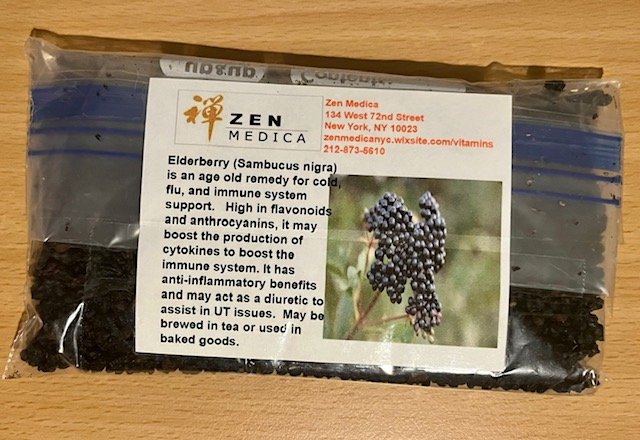 Contents
禅 ZEN
MEDICA
Zen Medica
134 West 72nd Street
New York, NY 10023
zenmedicanyc.wixsite.com/vitamins
212-873-5610
Elderberry (Sambucus nigra)
is an age old remedy for cold,
flu, and immune system
support. High in flavonoids
and anthrocyanins, it may
boost the production of
cytokines to boost the
immune system. It has
anti-inflammatory benefits
and may act as a diuretic to
assist in UT issues. May be
brewed in tea or used in
baked goods.